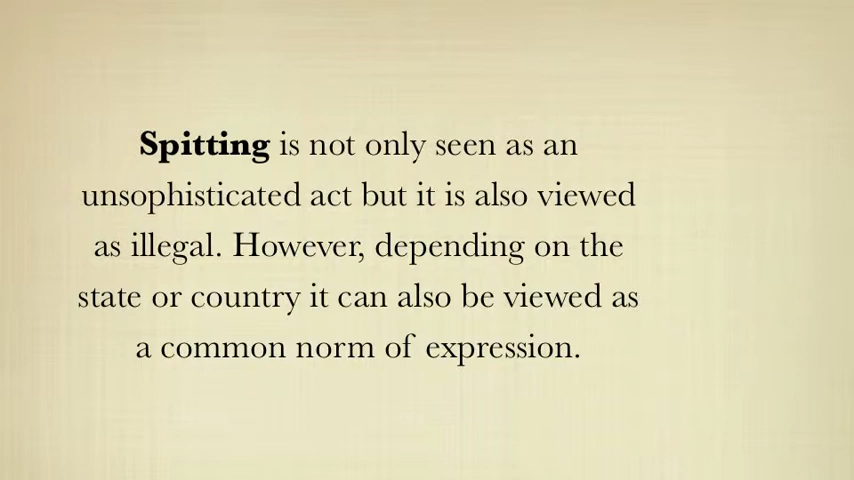 Spitting is not only seen as an
unsophisticated act but it is also viewed
as illegal. However, depending on the
state or country it can also be viewed as
a common norm of expression.